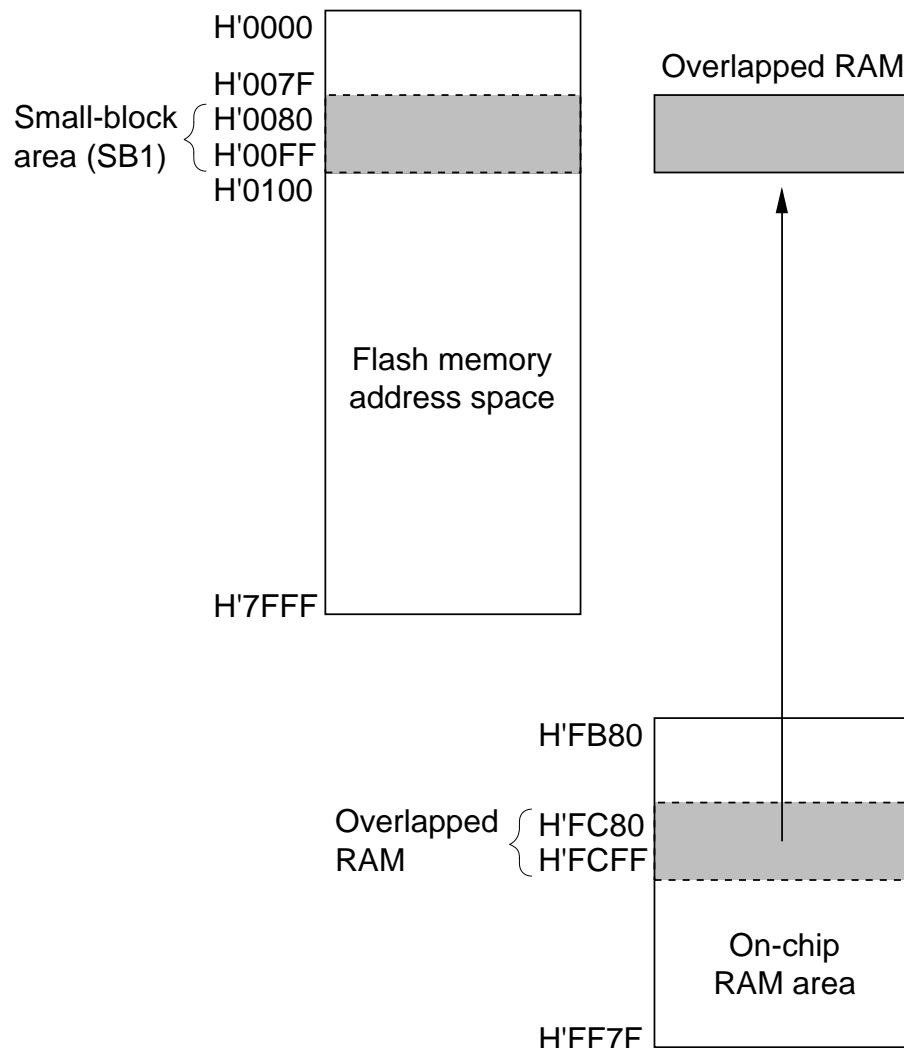 H'0000
H'007F
Small-block
area (SB1)
H'0080
H'00FF
H'0100
Overlapped RAM
Flash memory
address space
H'7FFF
H'FB80
Overlapped
RAM
H'FC80
H'FCFF
On-chip
RAM area
H'FF7F